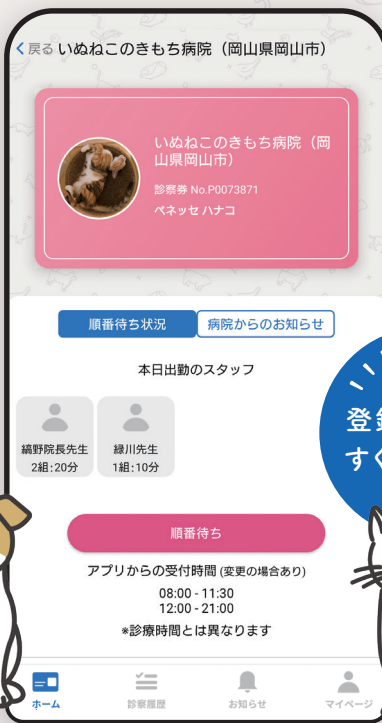 戻る いぬねこのきもち病院（岡山県岡山市）
いぬねこのきもち病院（岡
山県岡山市）
診察券 No.P0073871
ベネッセ ハナコ
順番待ち状況 病院からのお知らせ
本日出勤のスタッフ
縞野院長先生 緑川先生
2組:20分 1組:10分
登
すぐ
順番待ち
アプリからの受付時間 (変更の場合あり)
08:00 - 11:30
12:00 - 21:00
*診療時間とは異なります
ホーム 診察履歴 お知らせ マイページ